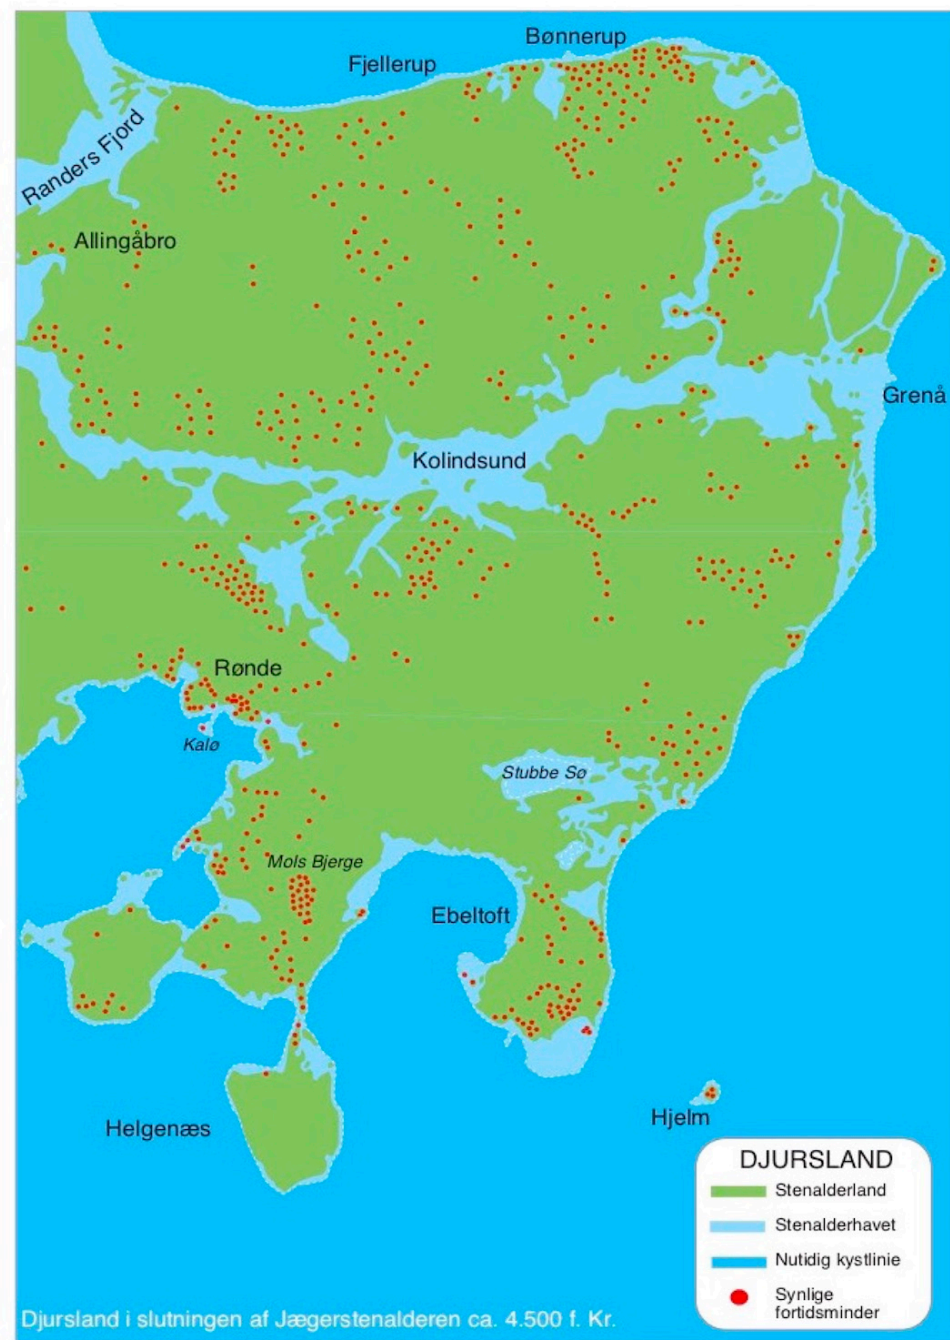 Bønnerup
Fjellerup
Randers Fjord
Allingåbro
Grenå
Kolindsund
Rønde
Kalø
Stubbe Sø
Mols Bjerge
Ebeltoft
Helgenæs
Hjelm
DJURSLAND
Stenalderland
Stenalderhavet
Nutidig kystlinie
Synlige
fortidsminder
Djursland i slutningen af Jægerstenalderen ca. 4.500 f. Kr.